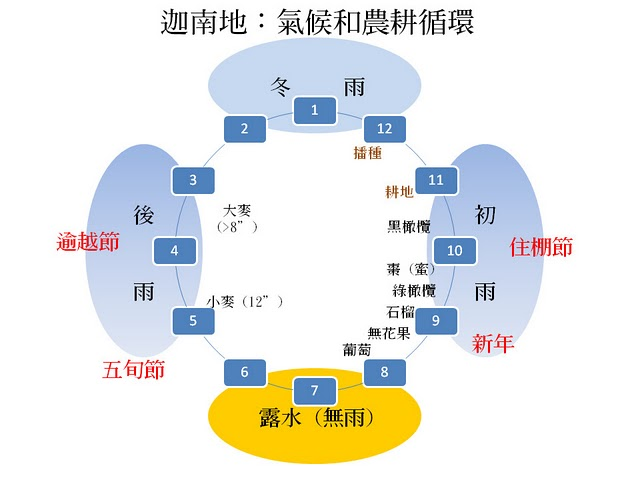 迦南地：氣候和農耕循環
冬 雨
1
2
12
播種
3
11
耕地
大麥
(>8”)
黑橄欖
後
初
逾越節
4
10
住棚節
棗（蜜）
雨
綠橄欖
雨
小麥（12”）
石榴
5
9
無花果
新年
葡萄
五旬節
6
8
7
露水（無雨）